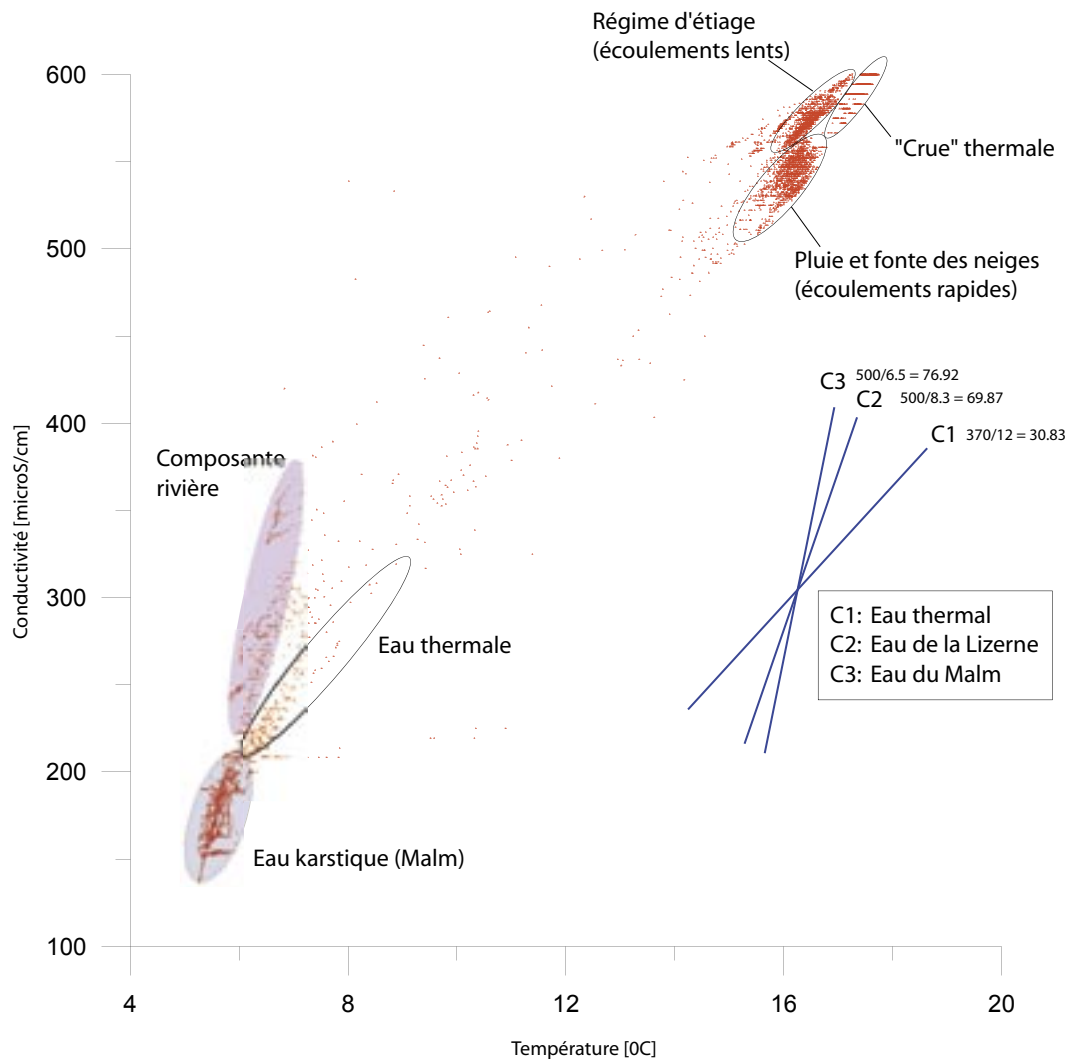 Régime d'étiage
(écoulements lents)
600
"Crue" thermale
500
Pluie et fonte des neiges
(écoulements rapides)
C3 500/6.5 = 76.92
C2 500/8.3 = 69.87
400
C1 370/12 = 30.83
Composante
rivière
Conductivité [microS/cm]
300
Eau thermale
C1: Eau thermal
C2: Eau de la Lizerne
C3: Eau du Malm
200
Eau karstique (Malm)
100
4 8 12 16 20
Température [0C]